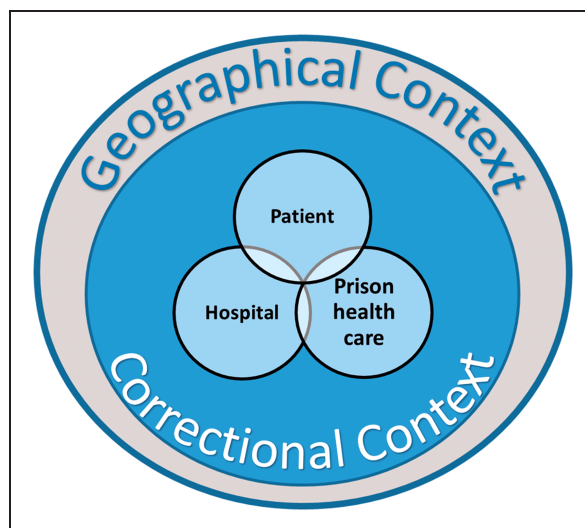 Geographical Context
Patient
Hospital
Prison
health
care
Correctional Context